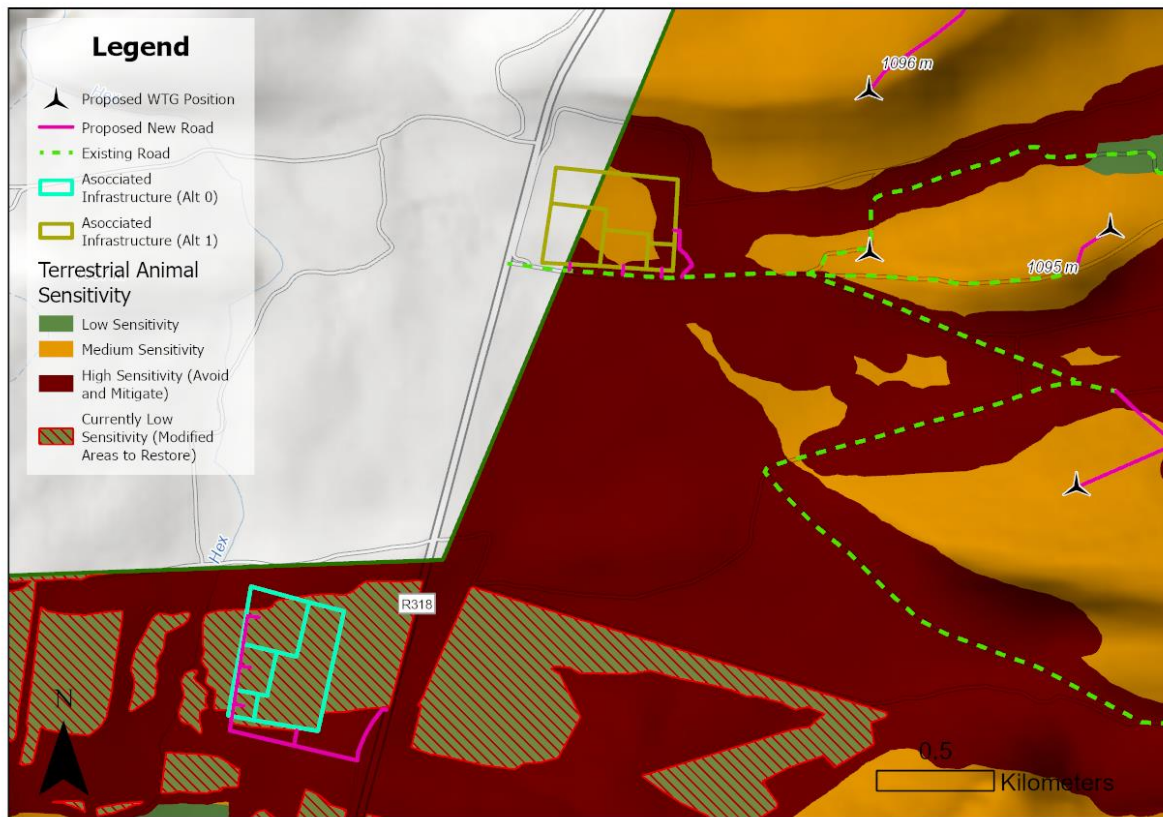 Legend
Proposed WTG Position
Proposed New Road
Existing Road
Asocciated
Infrastructure (Alt 0)
Asocciated
Infrastructure (Alt 1)
Terrestrial Animal
Sensitivity
Low Sensitivity
Medium Sensitivity
High Sensitivity (Avoid
and Mitigate)
Currently Low
Sensitivity (Modified
Areas to Restore)
1096 m
1095 m
Hex
R318
N
0.5
Kilometers